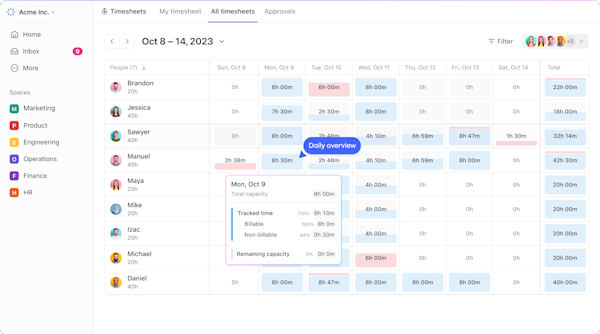 Acme Inc.
Timesheets My timesheet All timesheets Approvals
Home
Inbox 9
More
Spaces
M Marketing
P Product
E Engineering
O Operations
F Finance
H HR
Oct 8 – 14, 2023
Filter +5
People (7) Sun, Oct 8 Mon, Oct 9 Tue, Oct 10 Wed, Oct 11 Thu, Oct 12 Fri, Oct 13 Sat, Oct 14 Total
Brandon
20h
0h 8h 00m 6h 00m 8h 00m 0h 0h 0h 22h 00m
Jessica
20h
0h 7h 30m 2h 30m 8h 00m 0h 0h 0h 18h 00m
Sawyer
40h
0h 8h 00m 7h 48m 4h 10m 6h 59m 8h 47m 1h 30m 32h 14m
Daily overview
Manuel
40h
2h 38m 8h 30m 2h 48m 4h 10m 6h 59m 8h 00m 0h 42h 30m
Maya
20h
4h 00m 0h 0h 0h 20h 00m
Mike
20h
4h 00m 0h 0h 0h 20h 00m
Izac
20h
4h 00m 0h 0h 0h 20h 00m
Michael
40h
6h 00m 0h 0h 0h 20h 00m
Daniel
40h
0h 8h 00m 8h 47m 8h 00m 8h 00m 8h 00m 0h 40h 00m
Mon, Oct 9
Total capacity 8h 00m
Tracked time 8h 10m
Billable 100% 8h 0m
Non-billable 0h 30m
Remaining capacity 0% 0h 0m